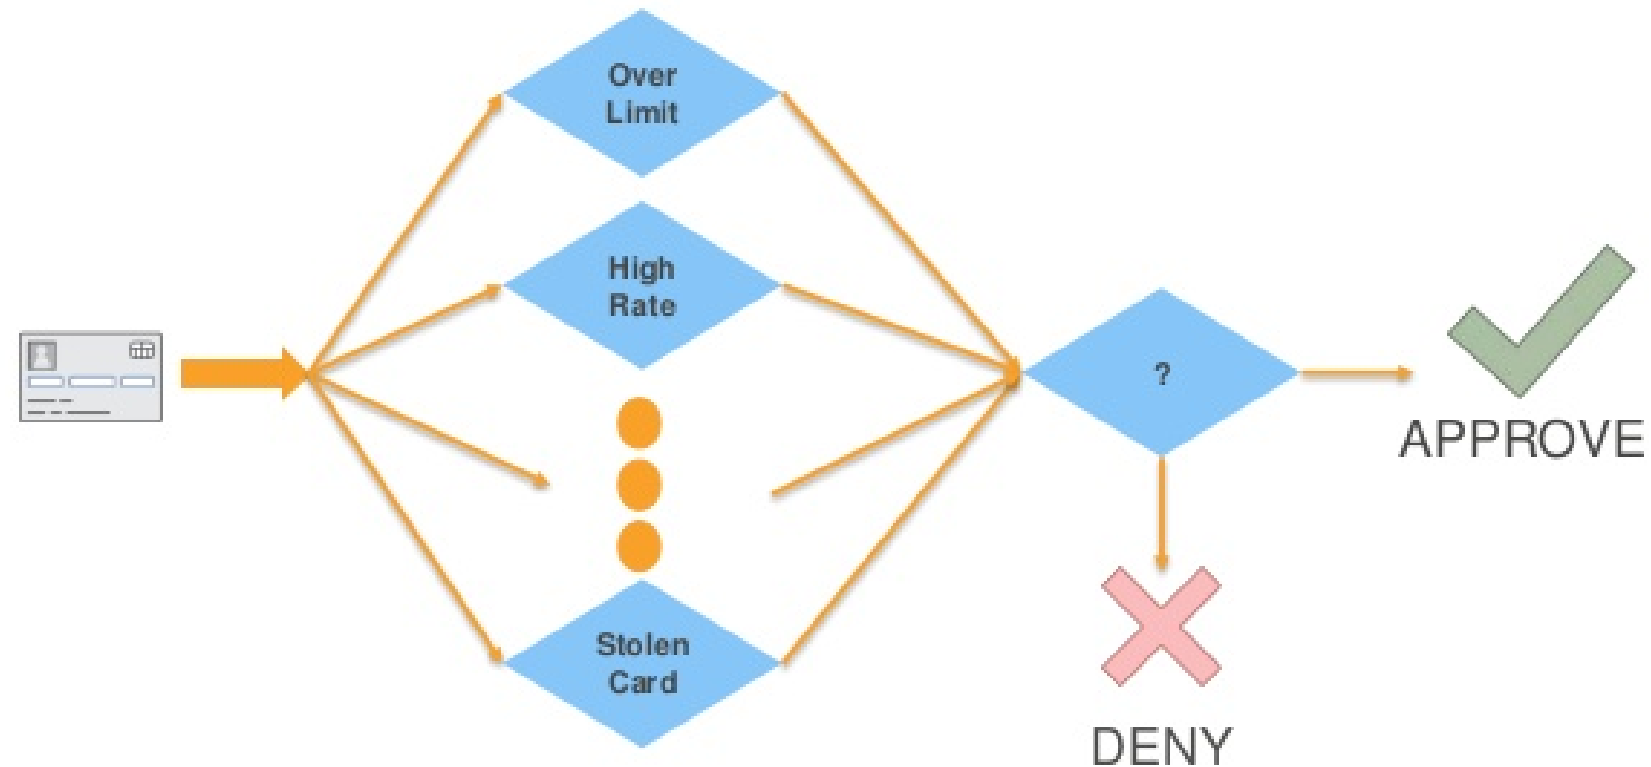 Over
Limit
High
Rate
?
APPROVE
Stolen
Card
DENY